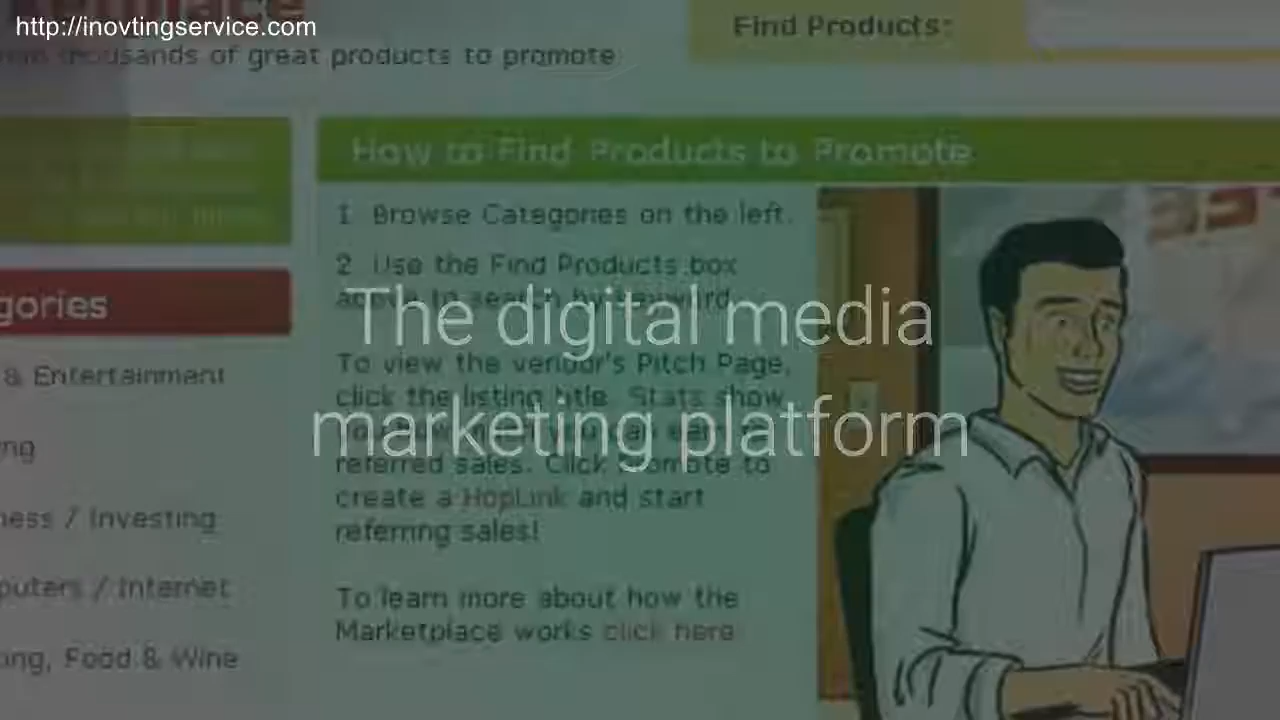 http://inovtingservice.com
thousands of great products to promote
Find Products:
How to Find Products to Promote
1. Browse Categories on the left.
2. Use the Find Products box
to search by keyword
The digital media
marketing platform
To view the vendor's Pitch Page,
click the listing title. Stats show
referred sales. Click promote to
create a HopLink and start
referring sales!
To learn more about how the
Marketplace works click here
gories
& Entertainment
ness / Investing
puters / Internet
ing, Food & Wine